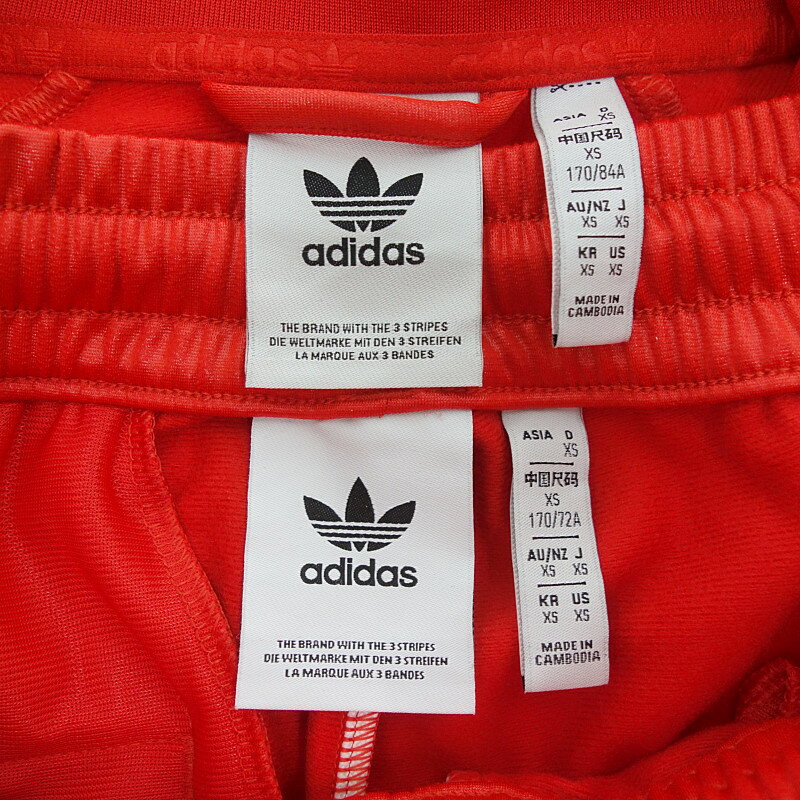 adidas adidas
adidas
THE BRAND WITH THE 3 STRIPES
DIE WELTMARKE MIT DEN 3 STREIFEN
LA MARQUE AUX 3 BANDES
ASIA D
XS
中国尺码
XS
170/84A
AU/NZ J
XS XS
KR US
XS XS
MADE IN
CAMBODIA
adidas
THE BRAND WITH THE 3 STRIPES
DIE WELTMARKE MIT DEN 3 STREIFEN
LA MARQUE AUX 3 BANDES
ASIA D
XS
中国尺码
XS
170/72A
AU/NZ J
XS XS
KR US
XS XS
MADE IN
CAMBODIA